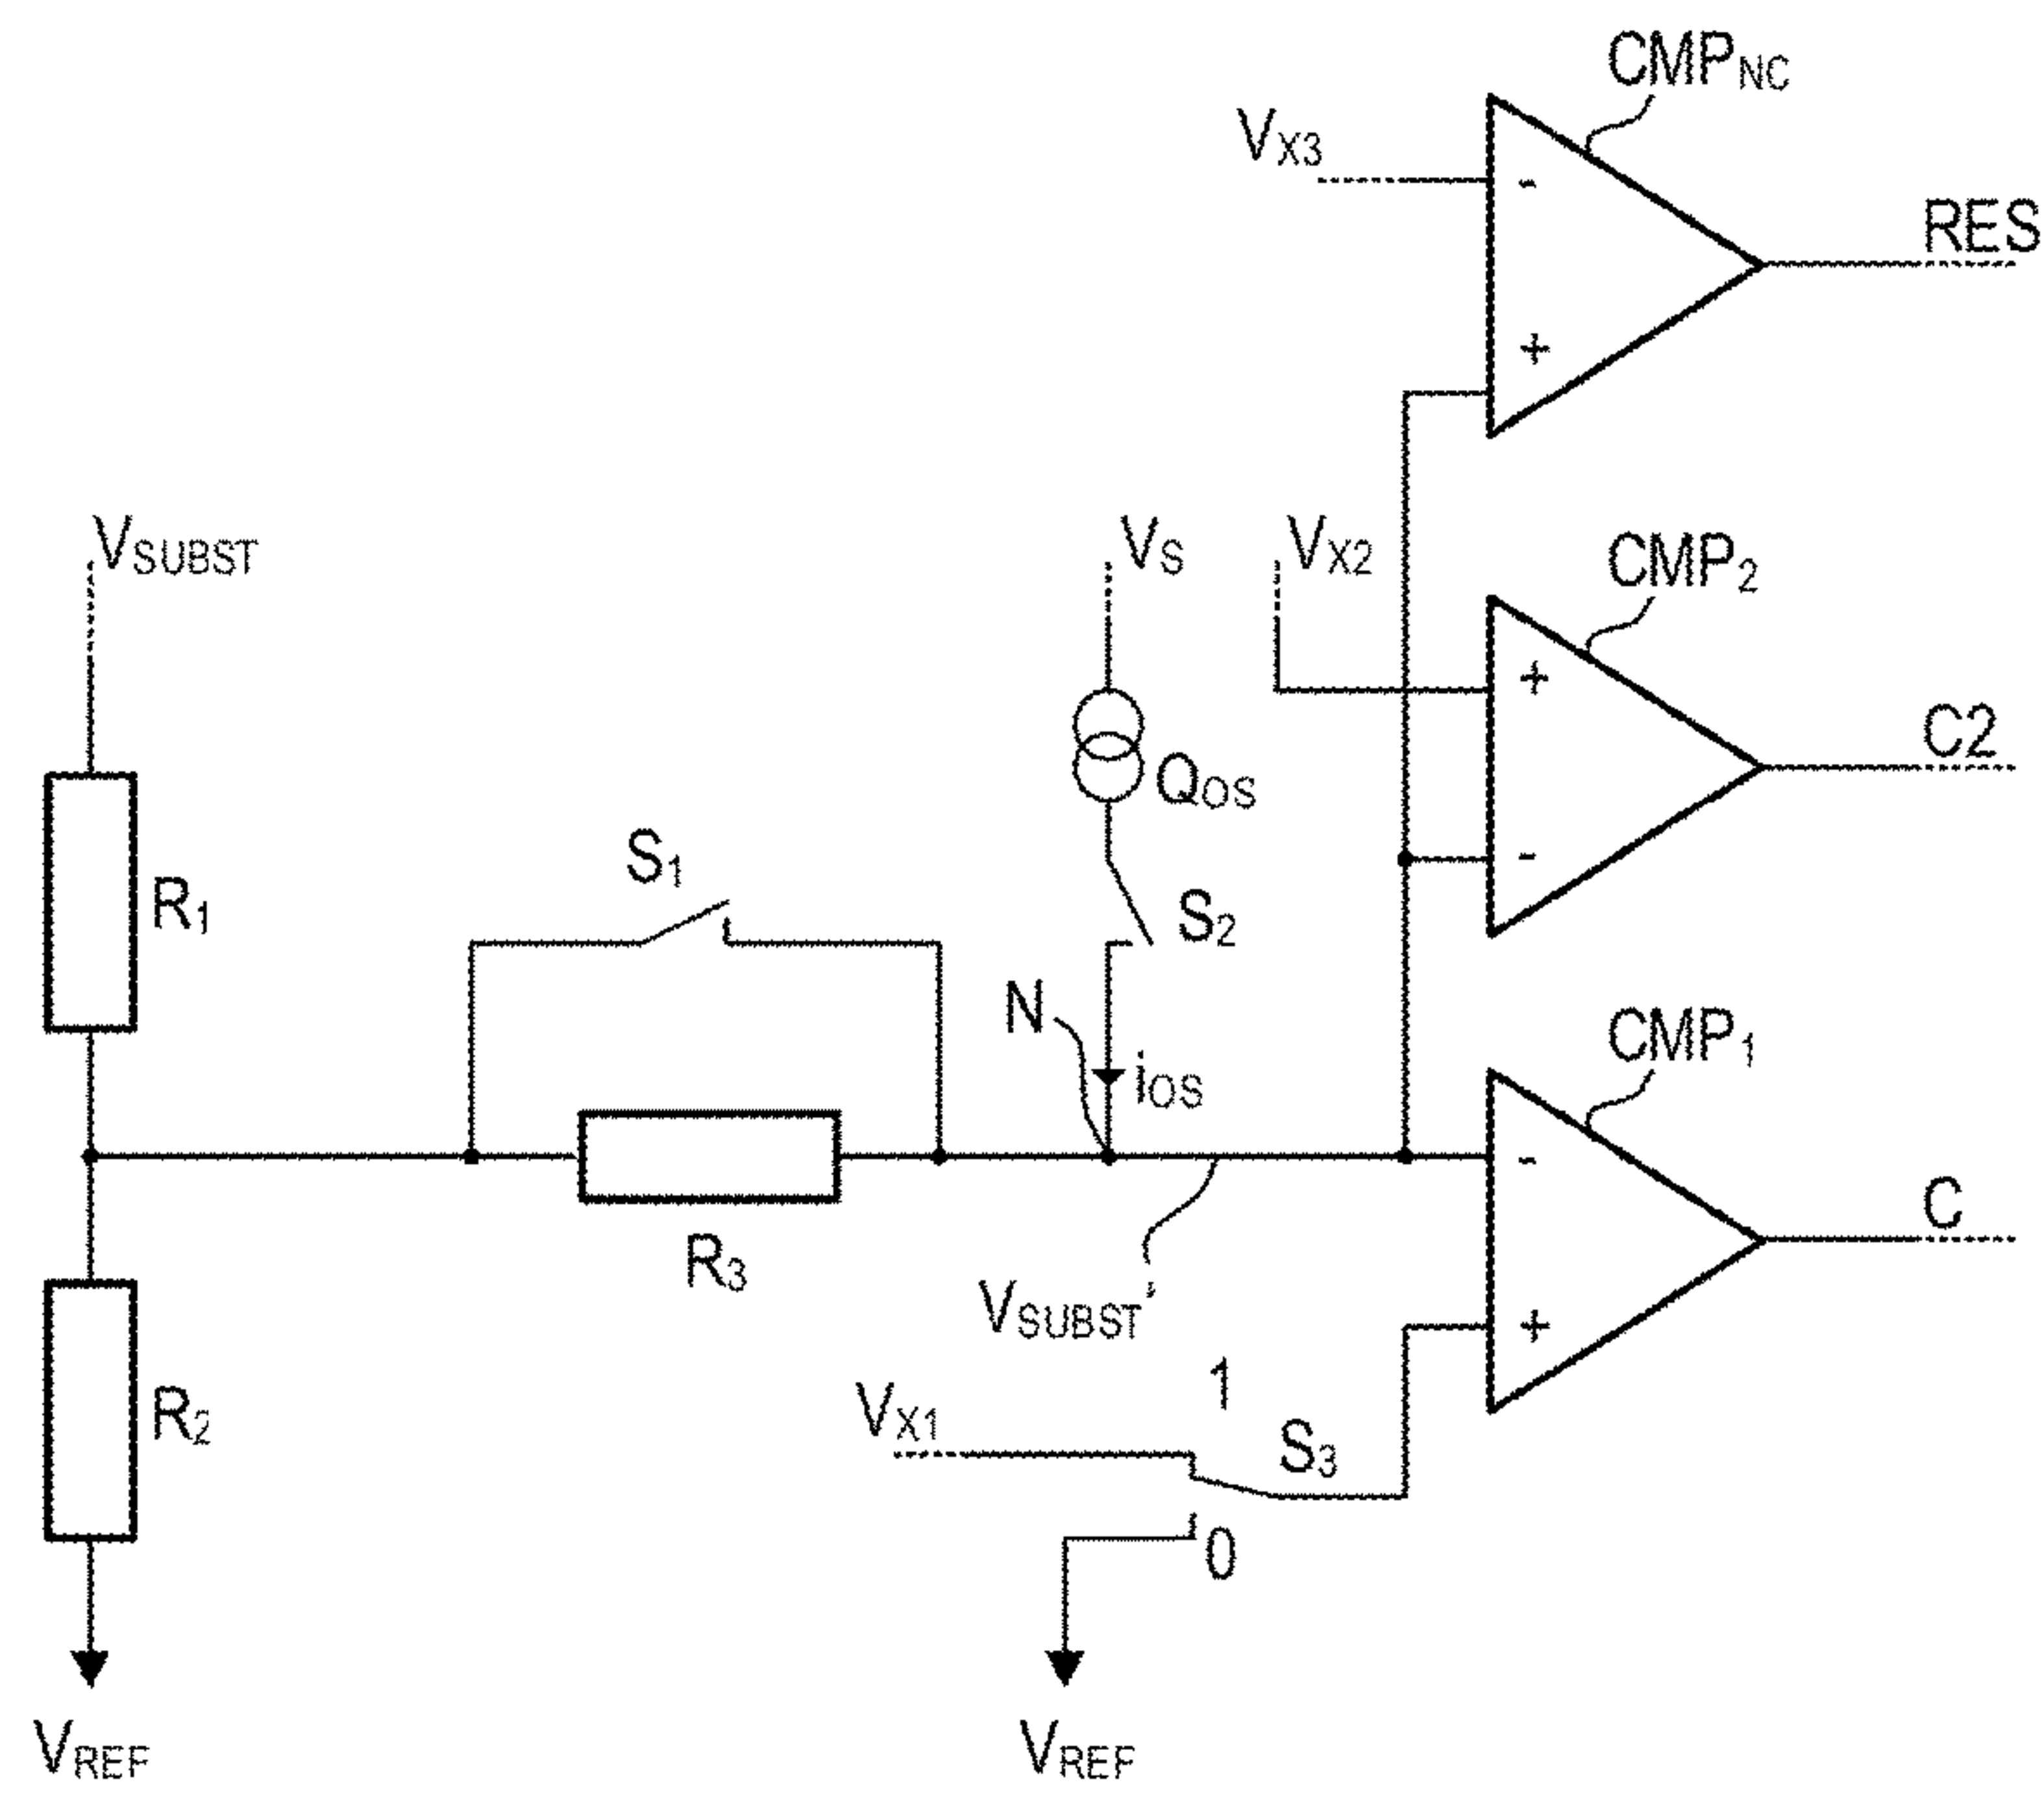 CMPNC
VX3
-
RES
+
VSUBST
VS
VX2
CMP2
+
C2
QOS
S1
R1
S2
-
N
iOS
CMP1
-
C
R3
VSUBST'
+
1
VX1
S3
R2
0
VREF
VREF